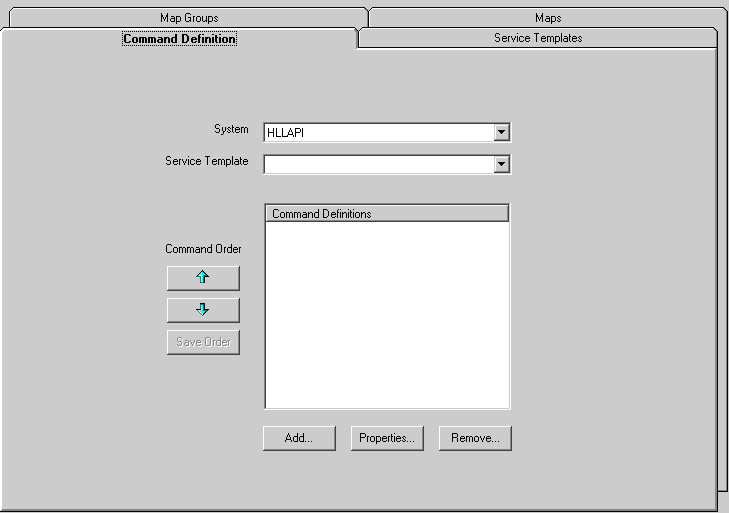 Map Groups
Maps
Command Definition
Service Templates
System
HLLAPI
Service Template
Command Definitions
Command Order
Save Order
Add...
Properties...
Remove...